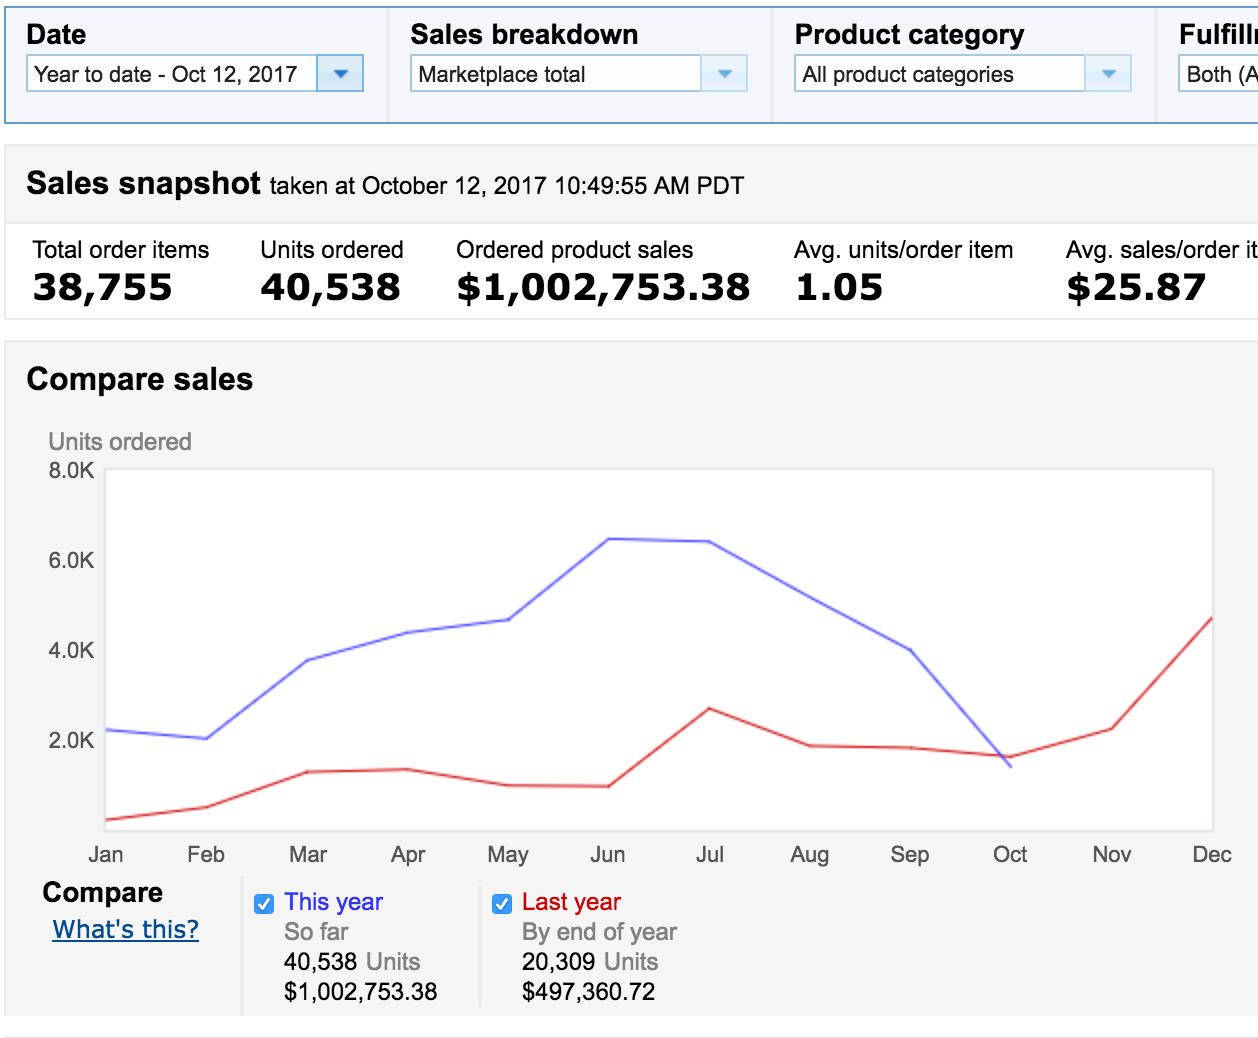 Date
Sales breakdown
Product category
Year to date - Oct 12, 2017
Marketplace total
All product categories
Both (A
Sales snapshot taken at October 12, 2017 10:49:55 AM PDT
Total order items
Units ordered
Ordered product sales
Avg. units/order item
Avg. sales/order it
38,755
40,538
$1,002,753.38
1.05
$25.87
Compare sales
Units ordered
8.0K
6.0K
4.0K
2.0K
Jan Feb Mar Apr May Jun Jul Aug Sep Oct Nov Dec
Compare
What's this?
This year
So far
40,538 Units
$1,002,753.38
Last year
By end of year
20,309 Units
$497,360.72